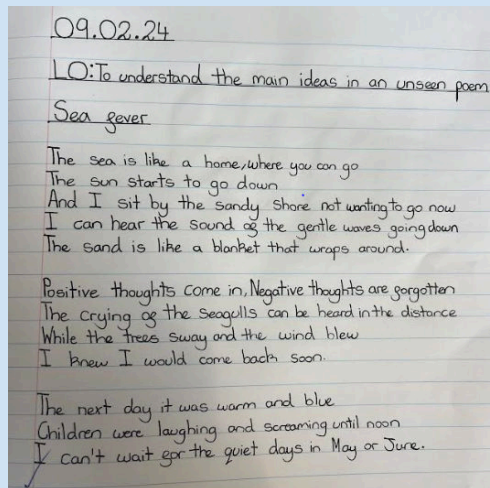 09.02.24
LO: To understand the main ideas in an unseen poem
Sea fever
The sea is like a home, where you can go
The sun starts to go down
And I sit by the sandy shore not wanting to go now
I can hear the sound of the gentle waves going down
The sand is like a blanket that wraps around.
Positive thoughts come in, Negative thoughts are forgotten
The crying of the seagulls can be heard in the distance
While the trees sway and the wind blew
I knew I would come back soon.
The next day it was warm and blue
Children were laughing and screaming until noon
I can't wait for the quiet days in May or June.